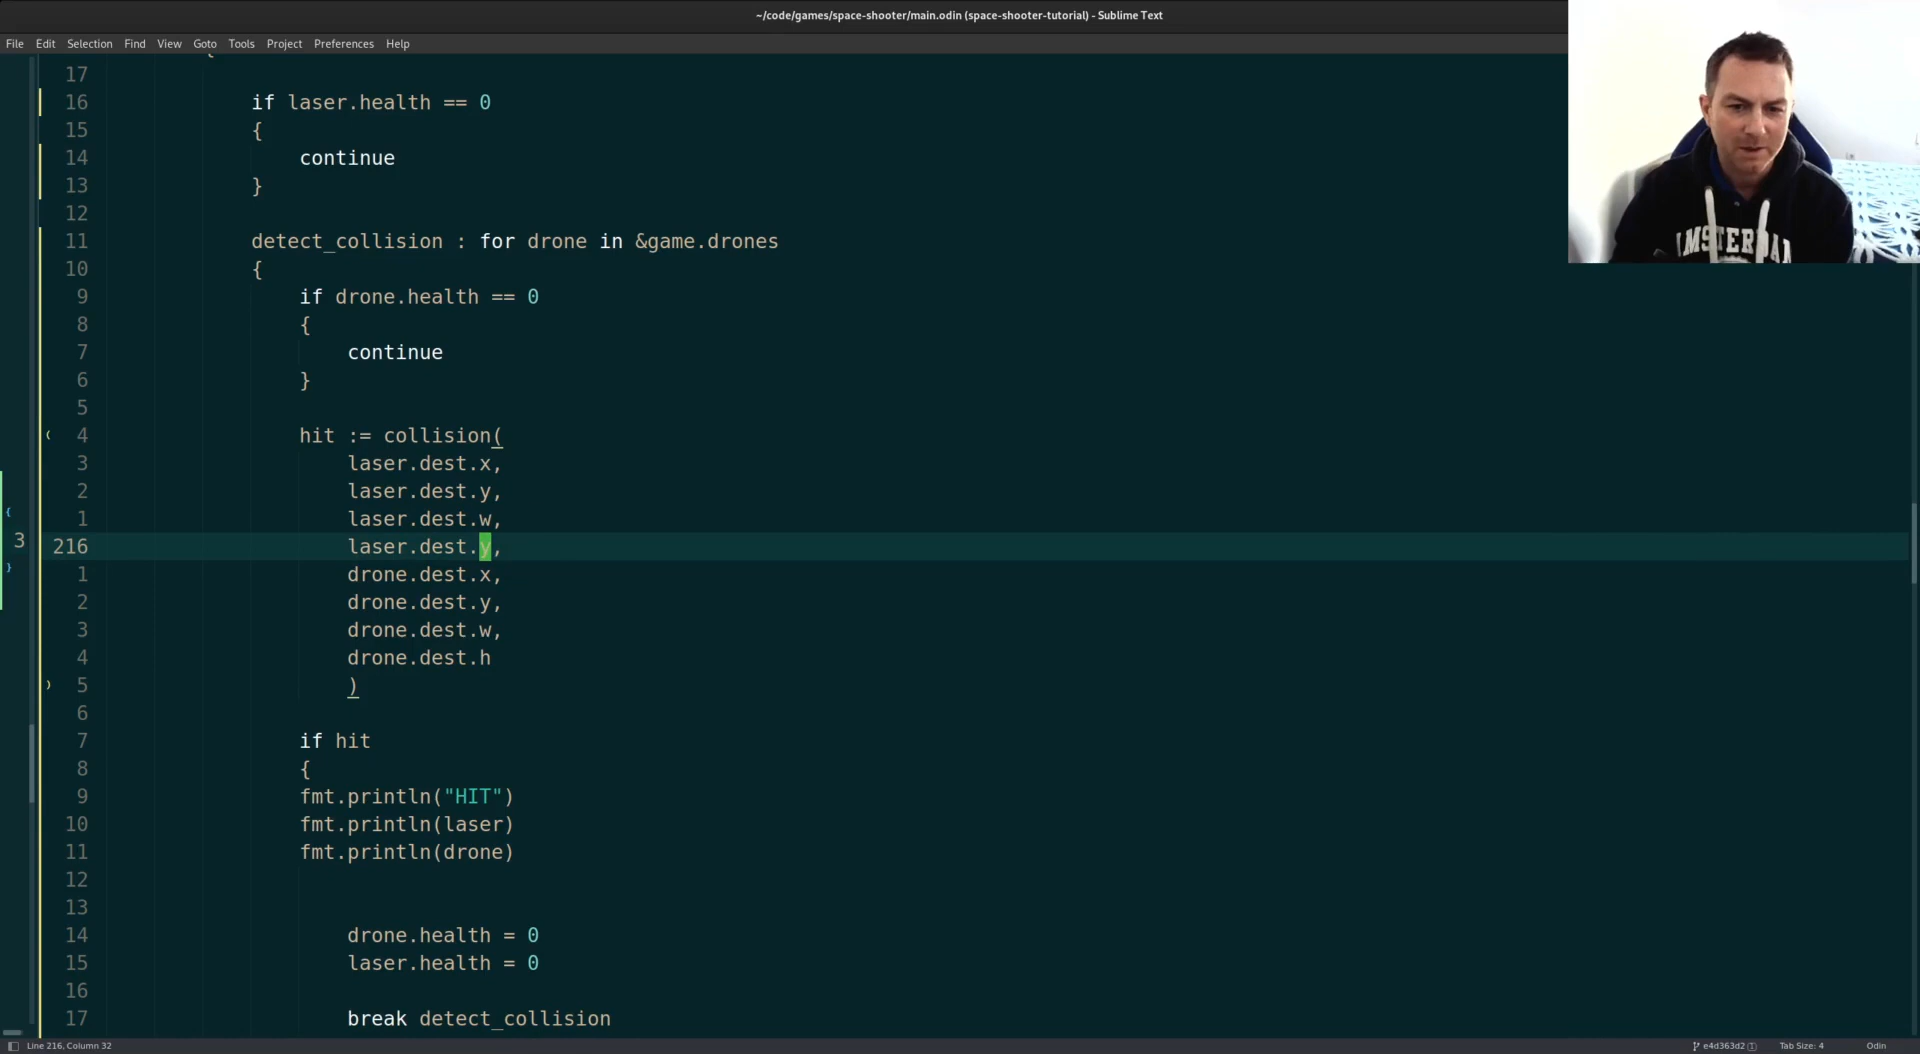 ~/code/games/space-shooter/main.odin (space-shooter-tutorial) - Sublime Text
File Edit Selection Find View Goto Tools Project Preferences Help
17
16 if laser.health == 0
15 {
14 continue
13 }
12
11 detect_collision : for drone in &game.drones
10 {
9 if drone.health == 0
8 {
7 continue
6 }
5
4 hit := collision(
3 laser.dest.x,
2 laser.dest.y,
1 laser.dest.w,
3 216 laser.dest.y,
1 drone.dest.x,
2 drone.dest.y,
3 drone.dest.w,
4 drone.dest.h
5 )
6
7 if hit
8 {
9 fmt.println("HIT")
10 fmt.println(laser)
11 fmt.println(drone)
12
13
14 drone.health = 0
15 laser.health = 0
16
17 break detect_collision
Line 216, Column 32 e4d363d2 (1) Tab Size: 4 Odin